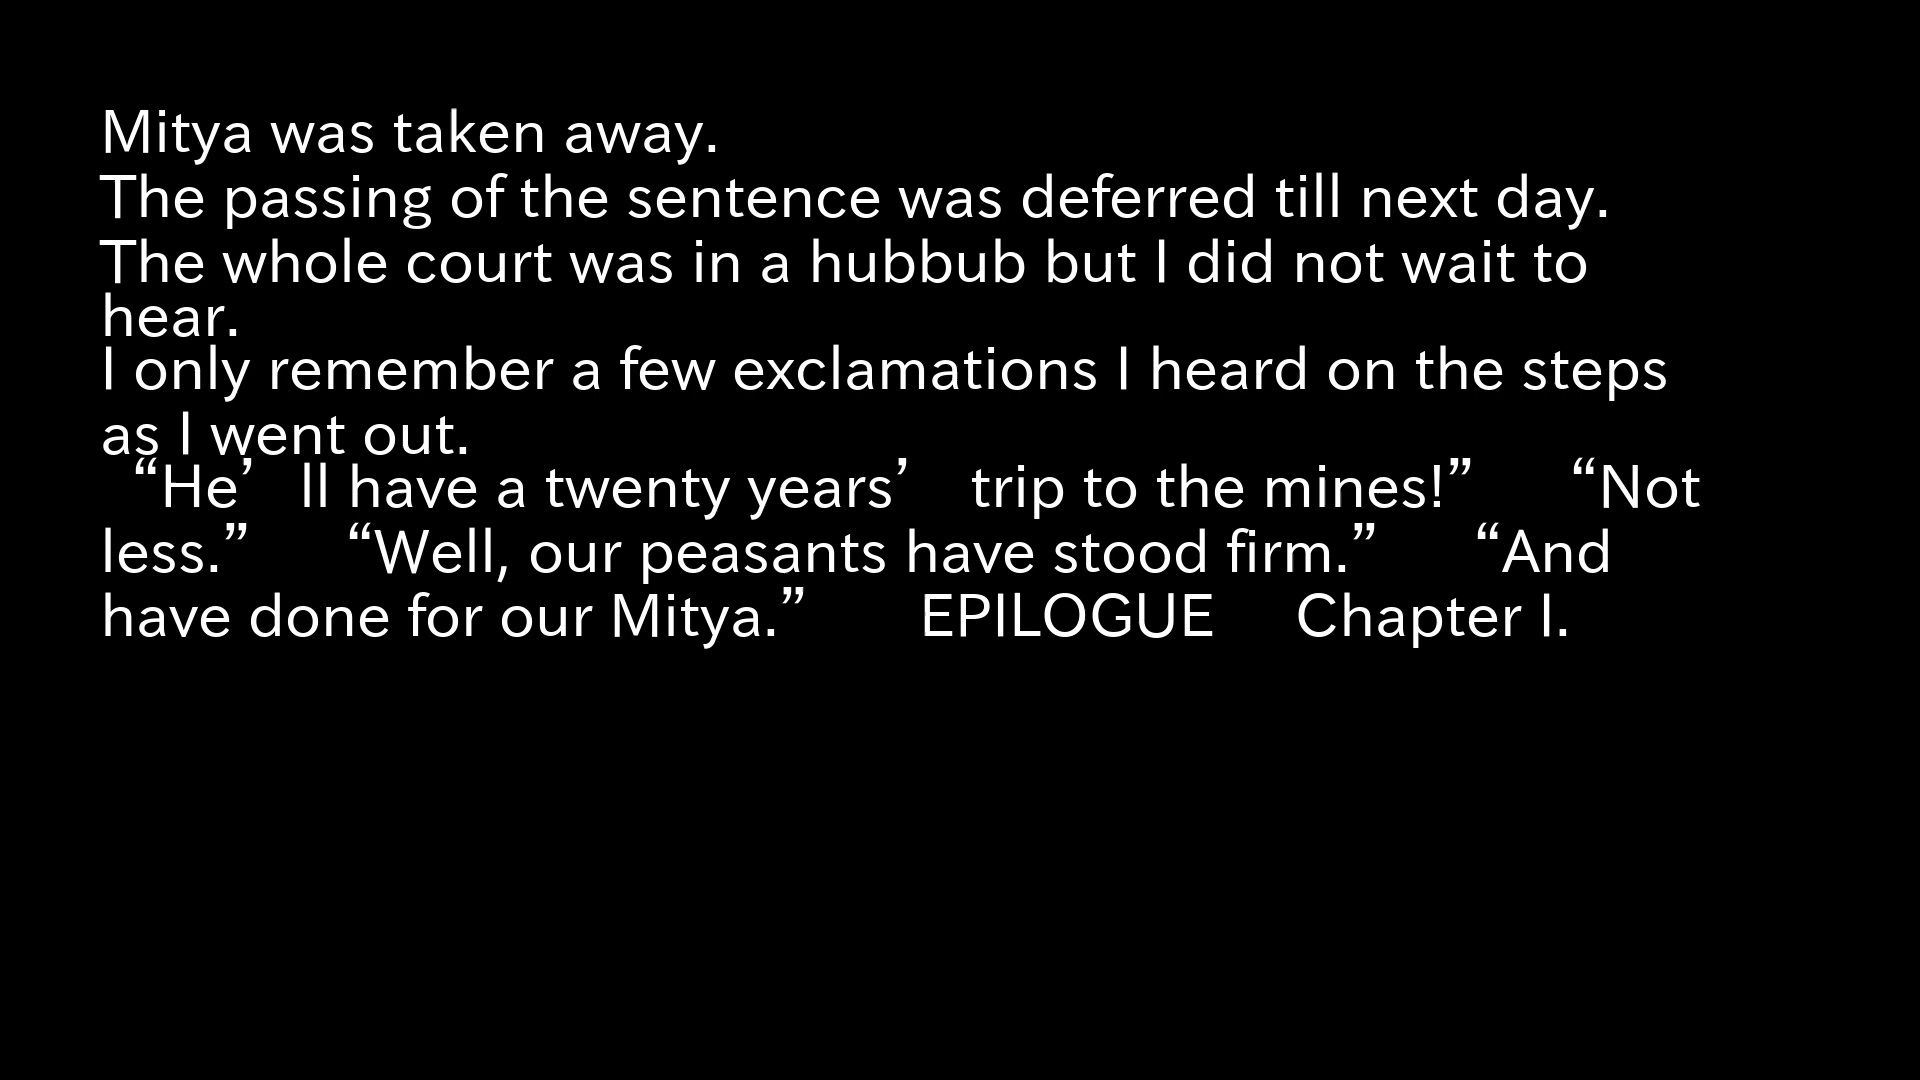 Mitya was taken away.
The passing of the sentence was deferred till next day.
The whole court was in a hubbub but I did not wait to
hear.
I only remember a few exclamations I heard on the steps
as I went out.
“He’ ll have a twenty years’ trip to the mines!” “Not
less.” “Well, our peasants have stood firm.” “And
have done for our Mitya.” EPILOGUE Chapter I.